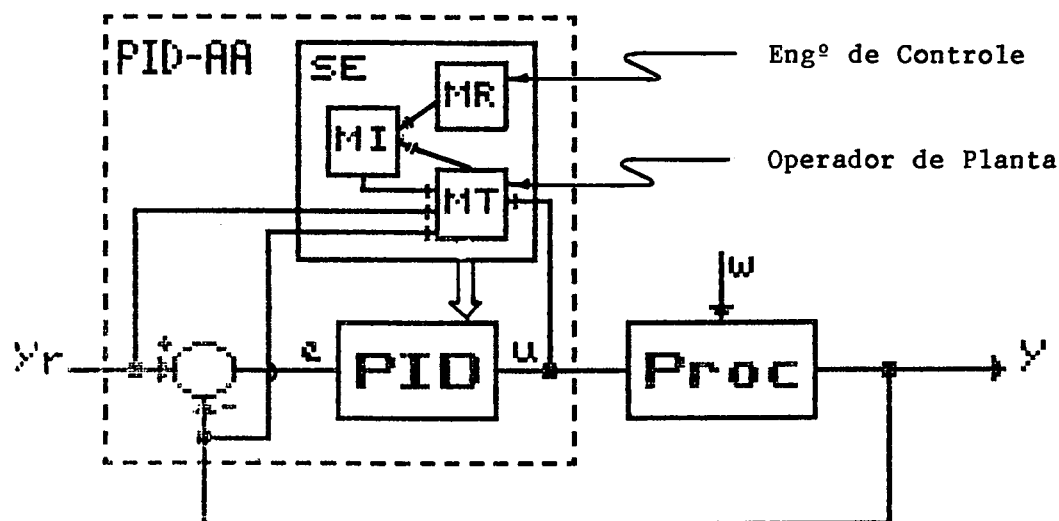 PID-AA
SE
MR
MI
MT
Engº de Controle
Operador de Planta
w
Yr
+
-
e
PID
u
Proc
y